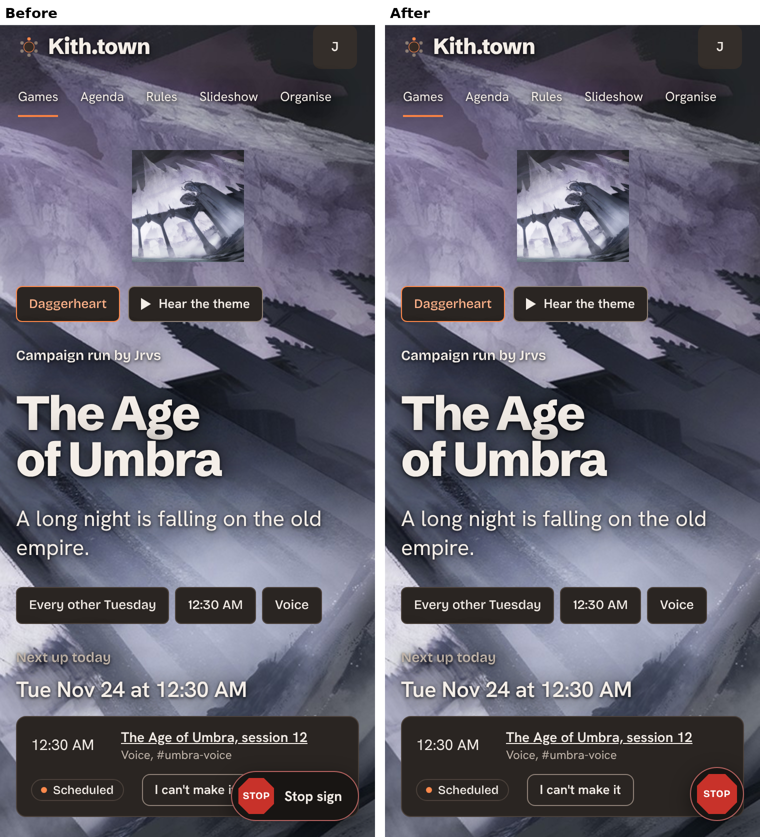 Before
Kith.town
J
Games Agenda Rules Slideshow Organise
Daggerheart
Hear the theme
Campaign run by Jrvs
The Age
of Umbra
A long night is falling on the old
empire.
Every other Tuesday
12:30 AM
Voice
Next up today
Tue Nov 24 at 12:30 AM
12:30 AM
The Age of Umbra, session 12
Voice, #umbra-voice
Scheduled
I can't make i
STOP
Stop sign
After
Kith.town
J
Games Agenda Rules Slideshow Organise
Daggerheart
Hear the theme
Campaign run by Jrvs
The Age
of Umbra
A long night is falling on the old
empire.
Every other Tuesday
12:30 AM
Voice
Next up today
Tue Nov 24 at 12:30 AM
12:30 AM
The Age of Umbra, session 12
Voice, #umbra-voice
Scheduled
I can't make it
STOP